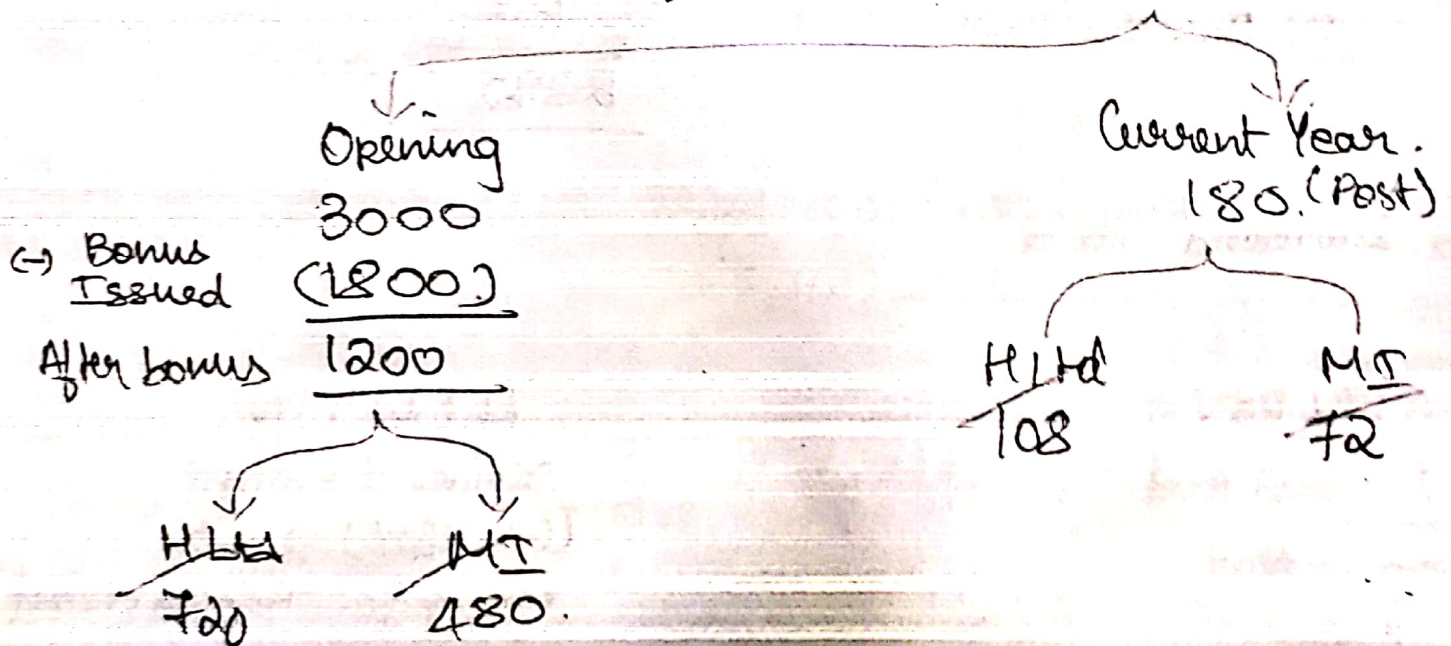 Opening
3000
(-) Bonus Issued (1800)
After bonus 1200
H Ltd MI
720 480.
Current Year.
180. (Post)
H Ltd MI
108 72